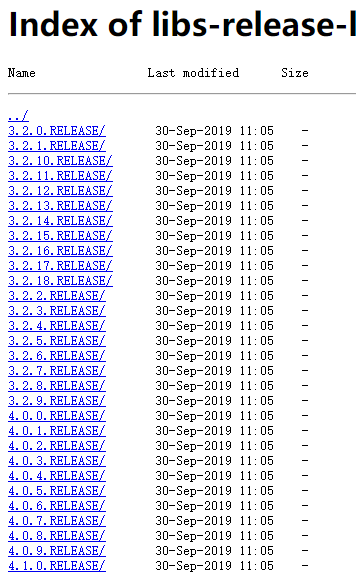 Index of libs-release-l
Name Last modified Size
../
3.2.0.RELEASE/ 30-Sep-2019 11:05 -
3.2.1.RELEASE/ 30-Sep-2019 11:05 -
3.2.10.RELEASE/ 30-Sep-2019 11:05 -
3.2.11.RELEASE/ 30-Sep-2019 11:05 -
3.2.12.RELEASE/ 30-Sep-2019 11:05 -
3.2.13.RELEASE/ 30-Sep-2019 11:05 -
3.2.14.RELEASE/ 30-Sep-2019 11:05 -
3.2.15.RELEASE/ 30-Sep-2019 11:05 -
3.2.16.RELEASE/ 30-Sep-2019 11:05 -
3.2.17.RELEASE/ 30-Sep-2019 11:05 -
3.2.18.RELEASE/ 30-Sep-2019 11:05 -
3.2.2.RELEASE/ 30-Sep-2019 11:05 -
3.2.3.RELEASE/ 30-Sep-2019 11:05 -
3.2.4.RELEASE/ 30-Sep-2019 11:05 -
3.2.5.RELEASE/ 30-Sep-2019 11:05 -
3.2.6.RELEASE/ 30-Sep-2019 11:05 -
3.2.7.RELEASE/ 30-Sep-2019 11:05 -
3.2.8.RELEASE/ 30-Sep-2019 11:05 -
3.2.9.RELEASE/ 30-Sep-2019 11:05 -
4.0.0.RELEASE/ 30-Sep-2019 11:05 -
4.0.1.RELEASE/ 30-Sep-2019 11:05 -
4.0.2.RELEASE/ 30-Sep-2019 11:05 -
4.0.3.RELEASE/ 30-Sep-2019 11:05 -
4.0.4.RELEASE/ 30-Sep-2019 11:05 -
4.0.5.RELEASE/ 30-Sep-2019 11:05 -
4.0.6.RELEASE/ 30-Sep-2019 11:05 -
4.0.7.RELEASE/ 30-Sep-2019 11:05 -
4.0.8.RELEASE/ 30-Sep-2019 11:05 -
4.0.9.RELEASE/ 30-Sep-2019 11:05 -
4.1.0.RELEASE/ 30-Sep-2019 11:05 -